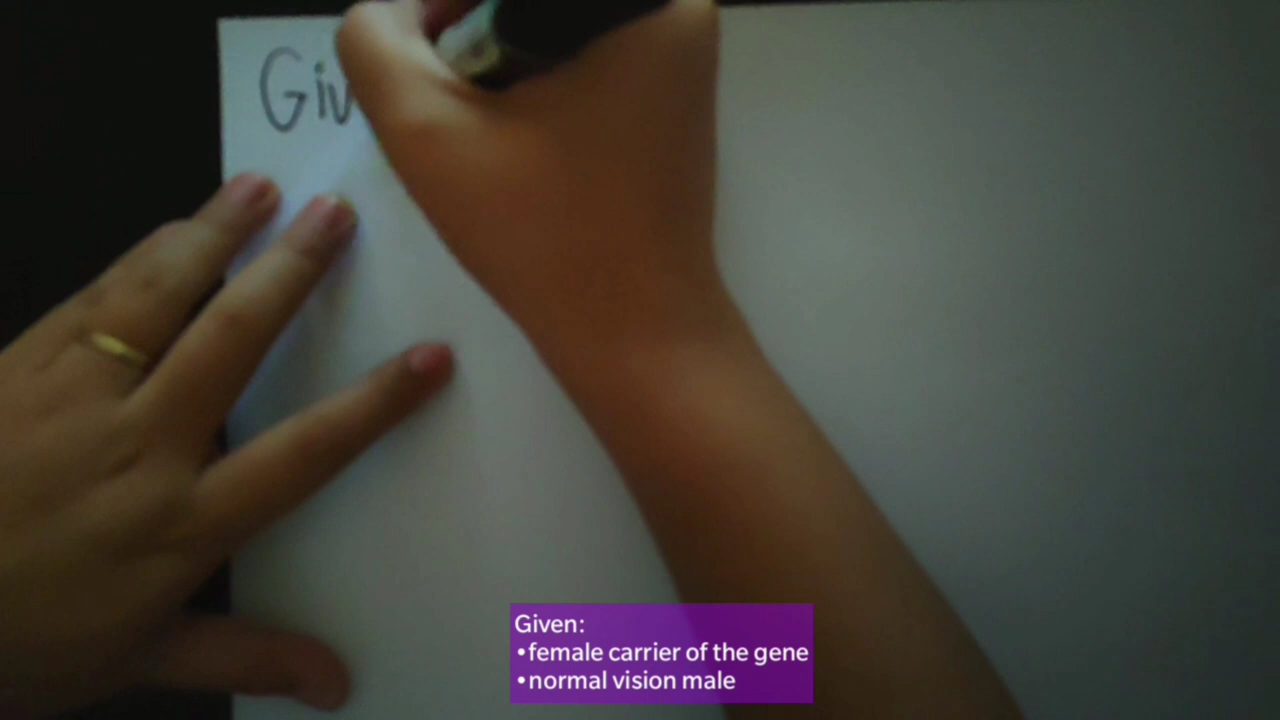 Giv
Given:
•female carrier of the gene
•normal vision male